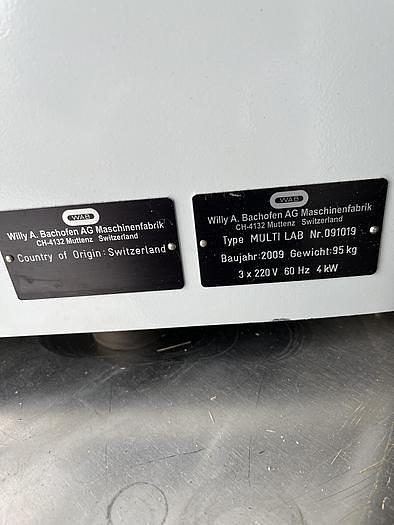 WAB
Willy A. Bachofen AG Maschinenfabrik
CH-4132 Muttenz Switzerland
Country of Origin: Switzerland
WAB
Willy A. Bachofen AG Maschinenfabrik
CH-4132 Muttenz Switzerland
Type MULTI LAB Nr.091019
Baujahr:2009 Gewicht:95 kg
3 x 220 V 60 Hz 4 kW